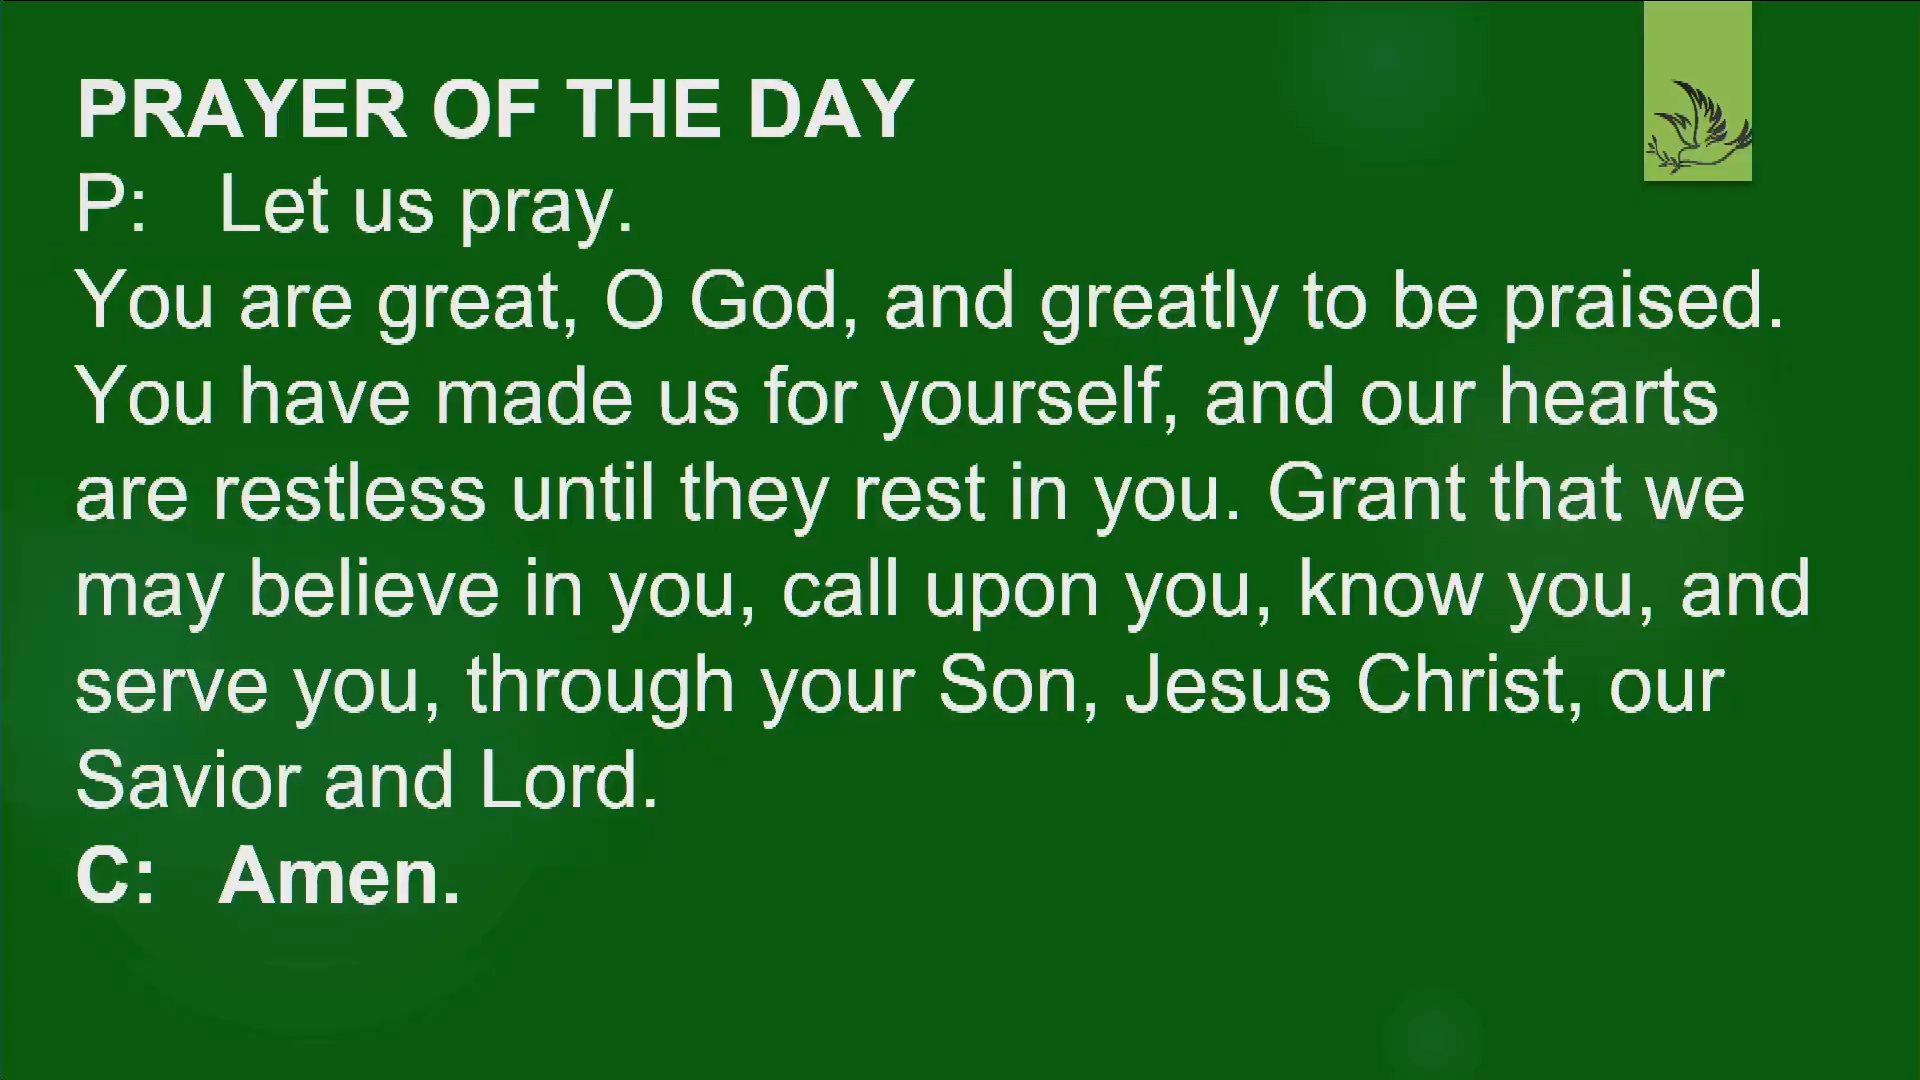 PRAYER OF THE DAY
P: Let us pray.
You are great, O God, and greatly to be praised.
You have made us for yourself, and our hearts
are restless until they rest in you. Grant that we
may believe in you, call upon you, know you, and
serve you, through your Son, Jesus Christ, our
Savior and Lord.
C: Amen.